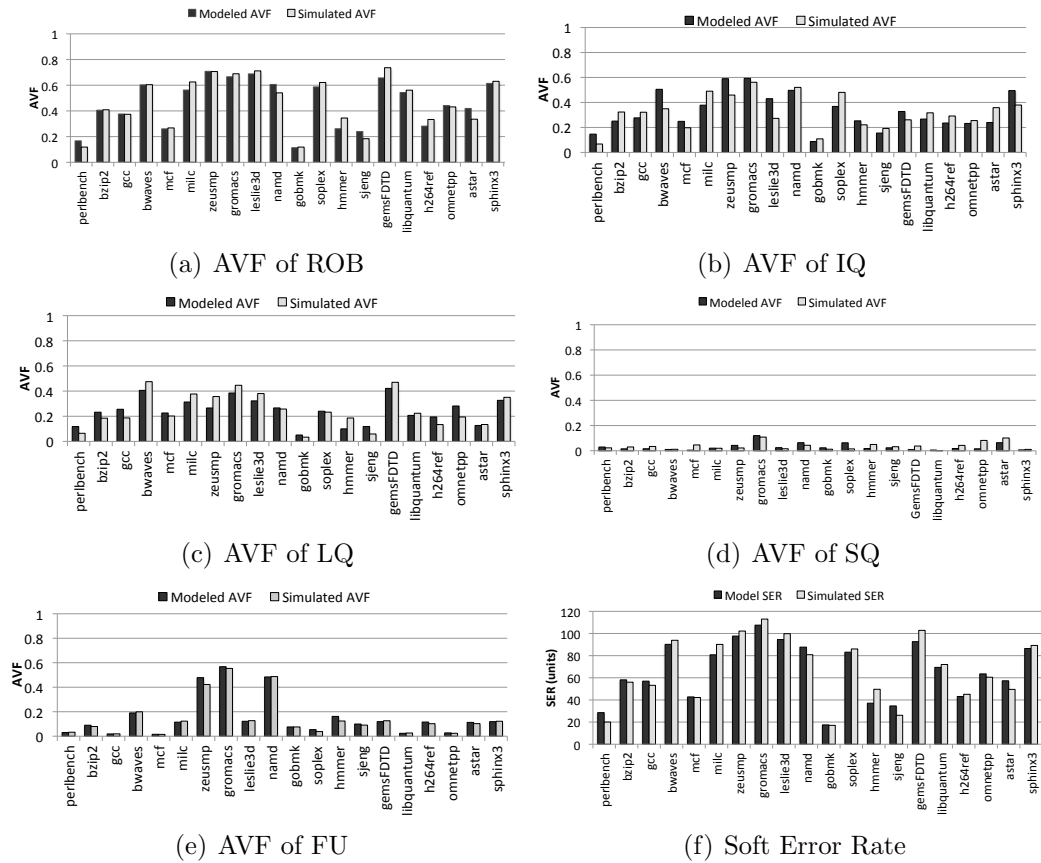 Modeled AVF Simulated AVF
1
0.8
0.6
0.4
0.2
0
AVF
perlbench bzip2 gcc bwaves mcf milc zeusmp gromacs leslie3d namd gobmk soplex hmmer sjeng gemsFDTD libquantum h264ref omnetpp astar sphinx3
(a) AVF of ROB
Modeled AVF Simulated AVF
1
0.8
0.6
0.4
0.2
0
AVF
perlbench bzip2 gcc bwaves mcf milc zeusmp gromacs leslie3d namd gobmk soplex hmmer sjeng gemsFDTD libquantum h264ref omnetpp astar sphinx3
(b) AVF of IQ
Modeled AVF Simulated AVF
1
0.8
0.6
0.4
0.2
0
AVF
perlbench bzip2 gcc bwaves mcf milc zeusmp gromacs leslie3d namd gobmk soplex hmmer sjeng gemsFDTD libquantum h264ref omnetpp astar sphinx3
(c) AVF of LQ
Modeled AVF Simulated AVF
1
0.8
0.6
0.4
0.2
0
AVF
perlbench bzip2 gcc bwaves mcf milc zeusmp gromacs leslie3d namd gobmk soplex hmmer sjeng GemsFDTD libquantum h264ref omnetpp astar sphinx3
(d) AVF of SQ
Modeled AVF Simulated AVF
1
0.8
0.6
0.4
0.2
0
AVF
perlbench bzip2 gcc bwaves mcf milc zeusmp gromacs leslie3d namd gobmk soplex hmmer sjeng gemsFDTD libquantum h264ref omnetpp astar sphinx3
(e) AVF of FU
Model SER Simulated SER
120
100
80
60
40
20
0
SER (units)
perlbench bzip2 gcc bwaves mcf milc zeusmp gromacs leslie3d namd gobmk soplex hmmer sjeng gemsFDTD libquantum h264ref omnetpp astar sphinx3
(f) Soft Error Rate